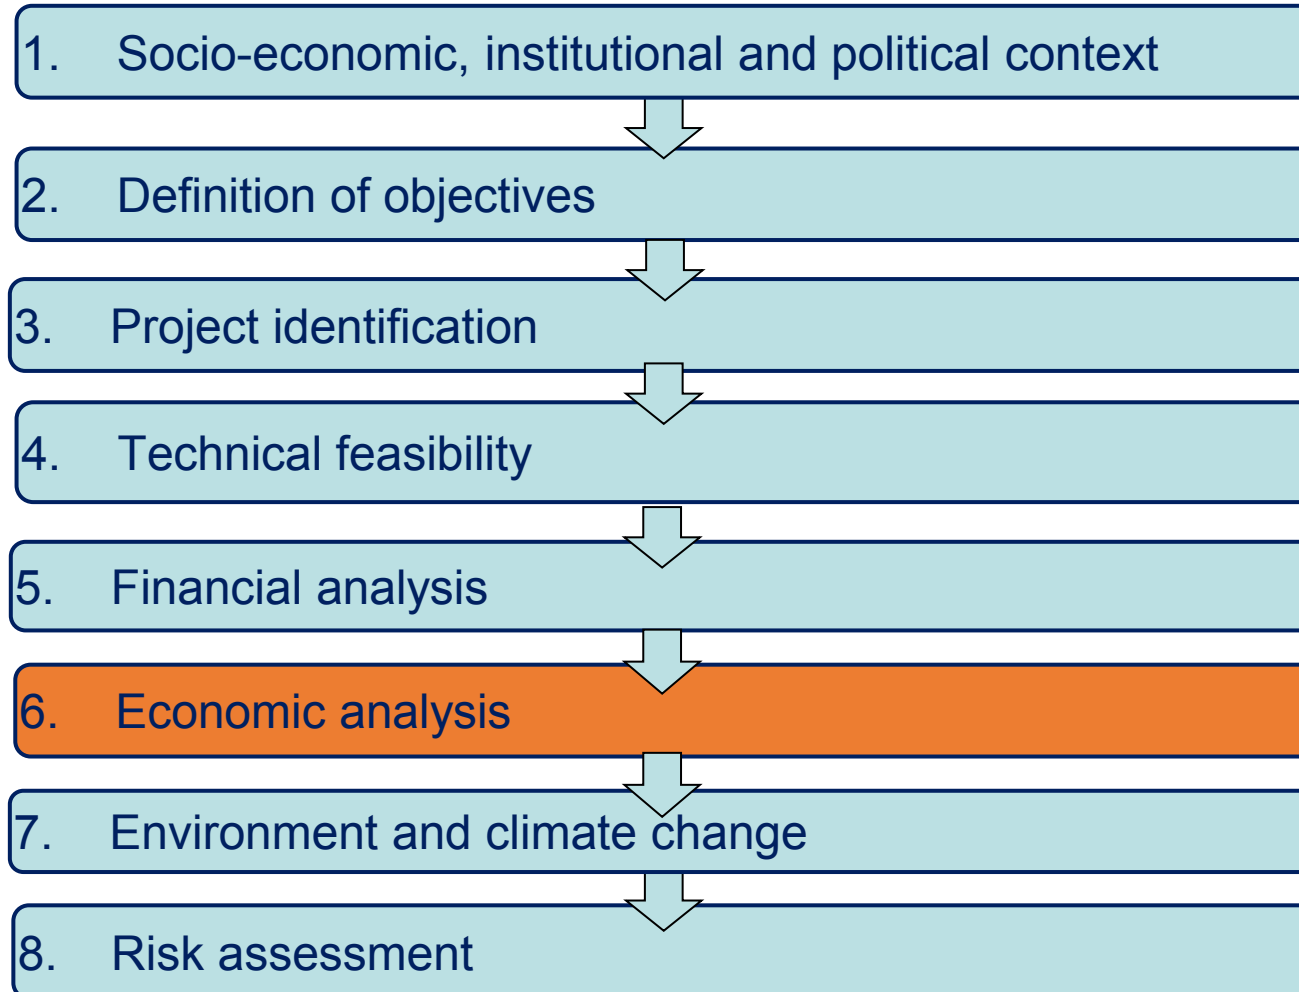 1. Socio-economic, institutional and political context
2. Definition of objectives
3. Project identification
4. Technical feasibility
5. Financial analysis
6. Economic analysis
7. Environment and climate change
8. Risk assessment